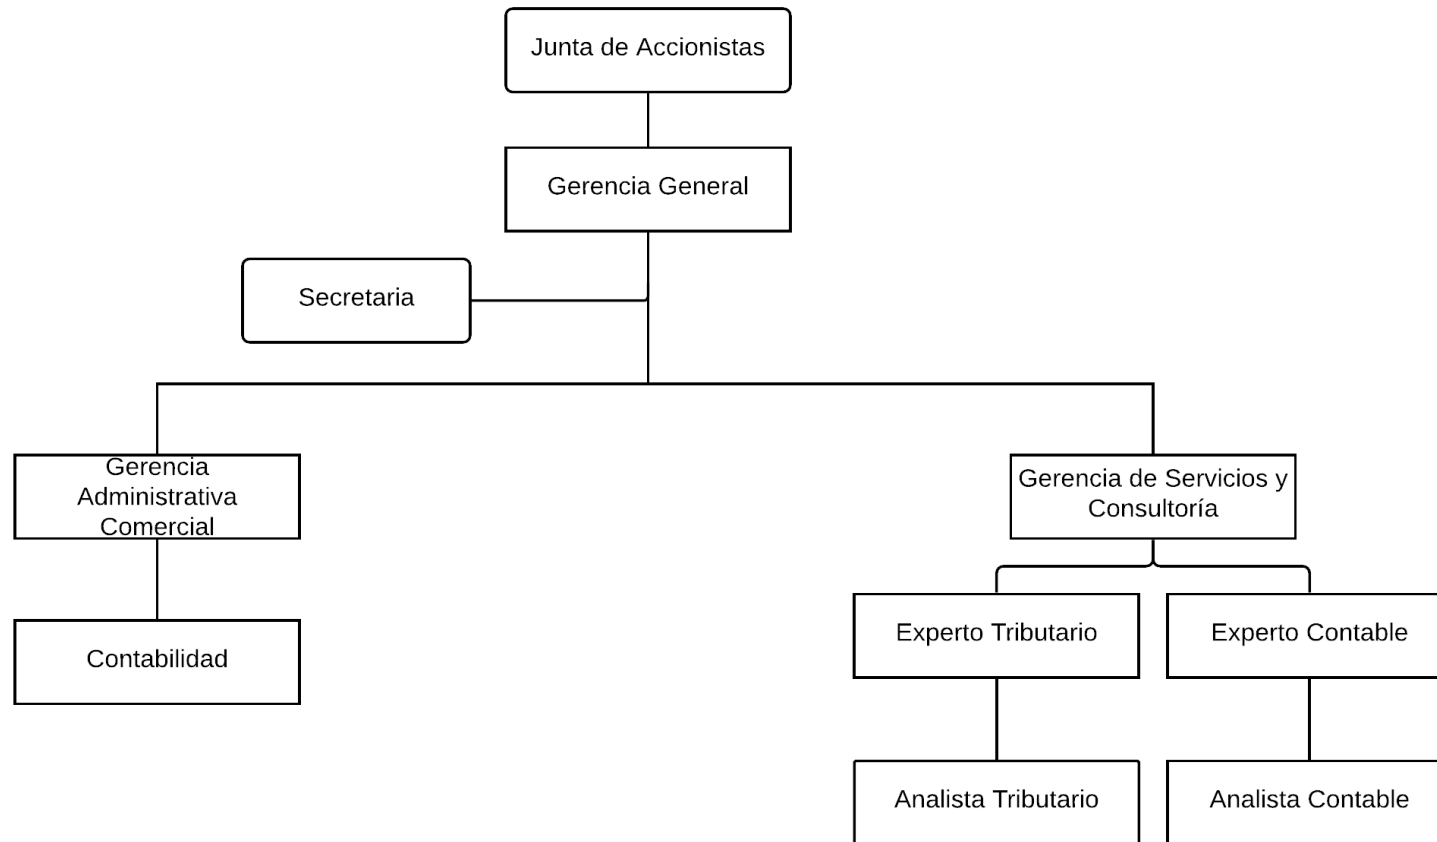 Junta de Accionistas
Gerencia General
Secretaria
Gerencia
Administrativa
Comercial
Gerencia de Servicios y
Consultoría
Experto Tributario
Experto Contable
Contabilidad
Analista Tributario
Analista Contable